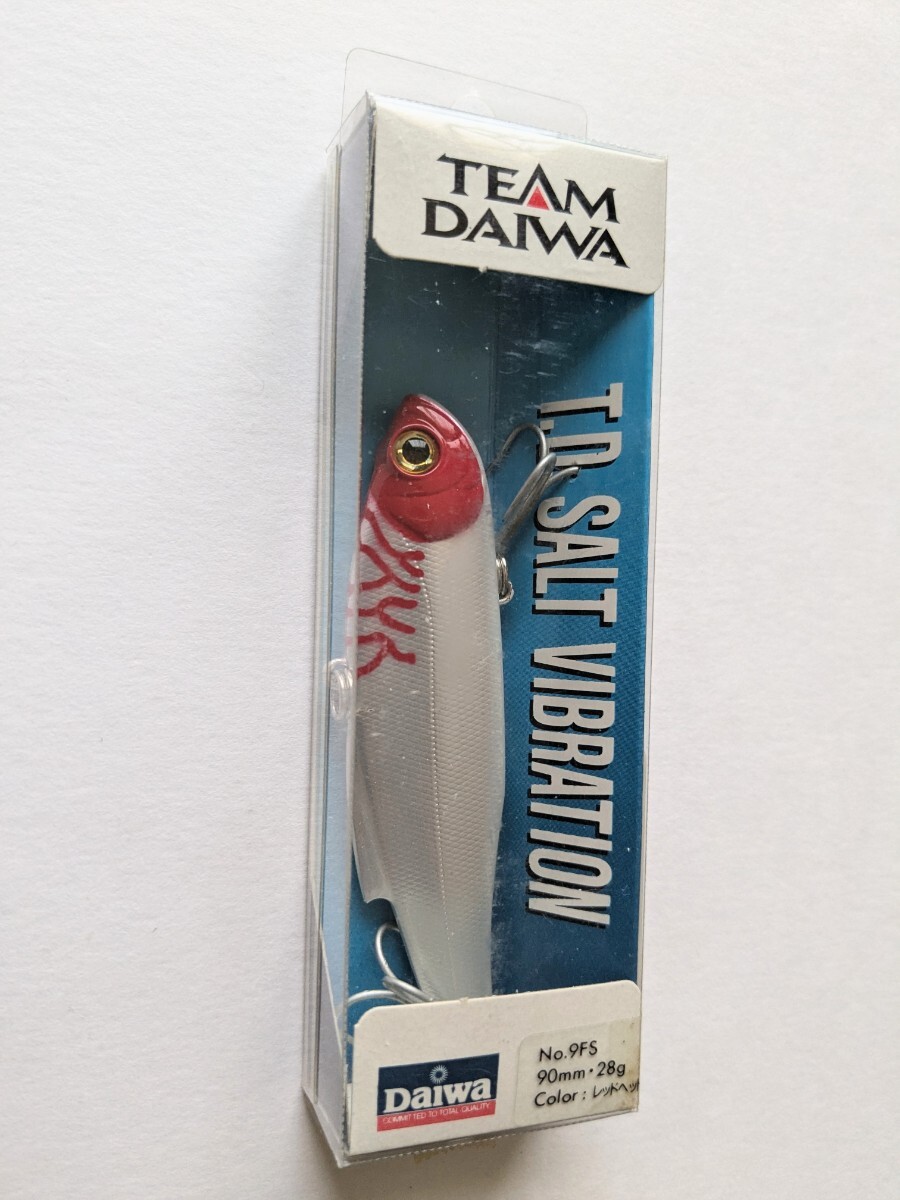 TEAM
DAIWA
T.D. SALT VIBRATION
Daiwa
COMMITTED TO TOTAL QUALITY
No.9FS
90mm・28g
Color : レッドヘッド